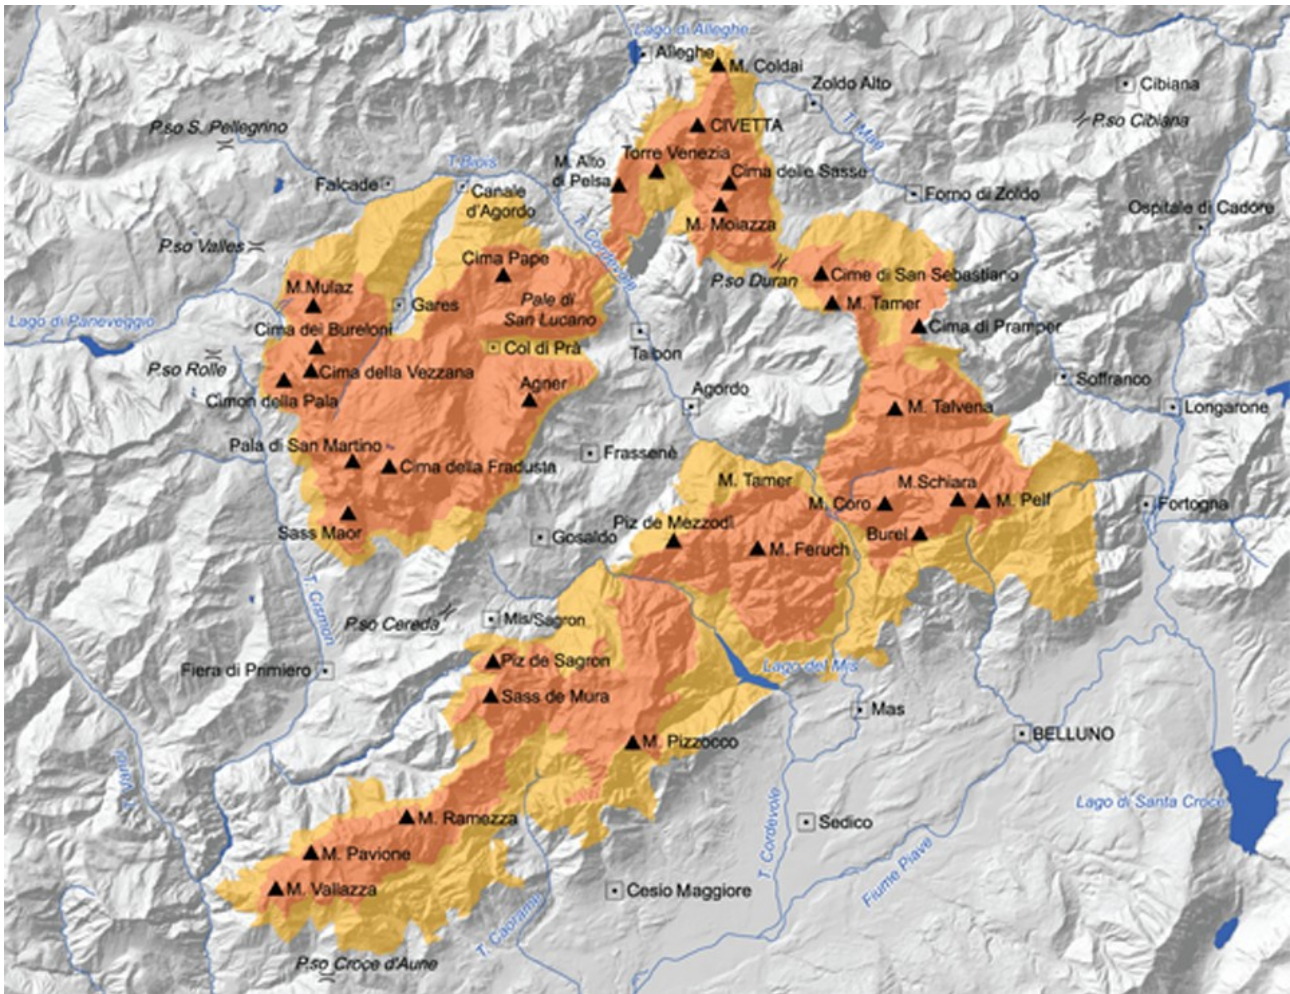 Lago di Alleghe
Alleghe
M. Coldai
Zoldo Alto
Cibiana
P.so S. Pellegrino
CIVETTA
T. Maè
P.so Cibiana
Torre Venezia
T. Biois
M. Alto
di Pelsa
Cima delle Sasse
Falcade
Canale
d'Agordo
Forno di Zoldo
Ospitale di Cadore
M. Moiazza
P.so Valles
T. Cordevole
Cima Pape
P.so Duran
Cime di San Sebastiano
M.Mulaz
Pale di
San Lucano
Gares
M. Tamer
Lago di Paneveggio
Cima dei Bureloni
Cima di Pramper
Col di Prà
Taibon
P.so Rolle
Cima della Vezzana
Agner
Soffranco
Cimon della Pala
Agordo
M. Talvena
Longarone
Pala di San Martino
Frassenè
Cima della Fradusta
M. Tamer
M.Schiara
M. Coro
M. Pelf
Fortogna
Sass Maor
Piz de Mezzodì
Burel
Gosaldo
M. Feruch
T. Cismon
P.so Cereda
Mis/Sagron
Fiera di Primiero
Piz de Sagron
Lago del Mis
Sass de Mura
Mas
BELLUNO
M. Pizzocco
T. Vanoi
Lago di Santa Croce
M. Ramezza
Sedico
T. Cordevole
M. Pavione
Fiume Piave
M. Vallazza
Cesio Maggiore
T. Caorame
P.so Croce d'Aune